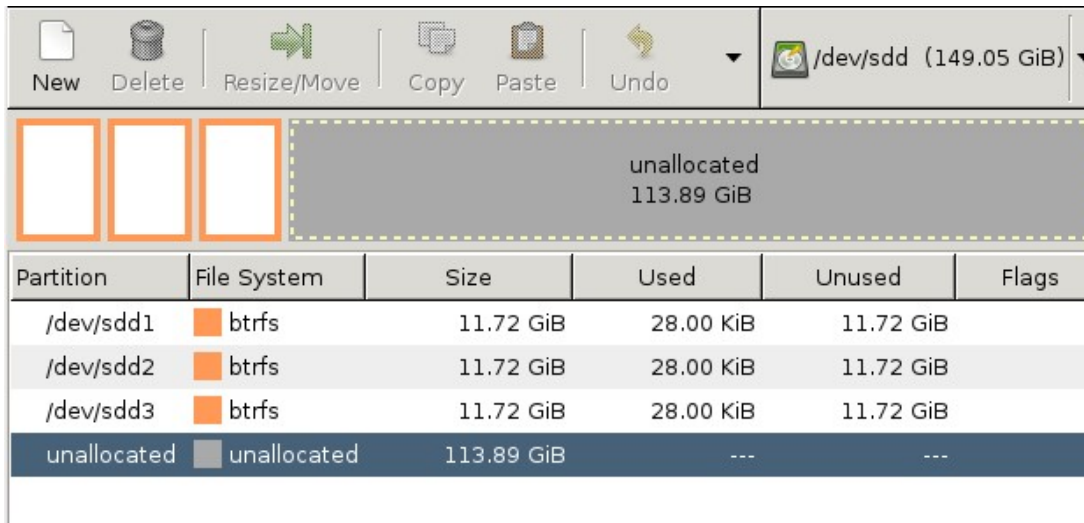 New Delete Resize/Move Copy Paste Undo /dev/sdd (149.05 GiB)
unallocated
113.89 GiB
Partition File System Size Used Unused Flags
/dev/sdd1 btrfs 11.72 GiB 28.00 KiB 11.72 GiB
/dev/sdd2 btrfs 11.72 GiB 28.00 KiB 11.72 GiB
/dev/sdd3 btrfs 11.72 GiB 28.00 KiB 11.72 GiB
unallocated unallocated 113.89 GiB --- ---